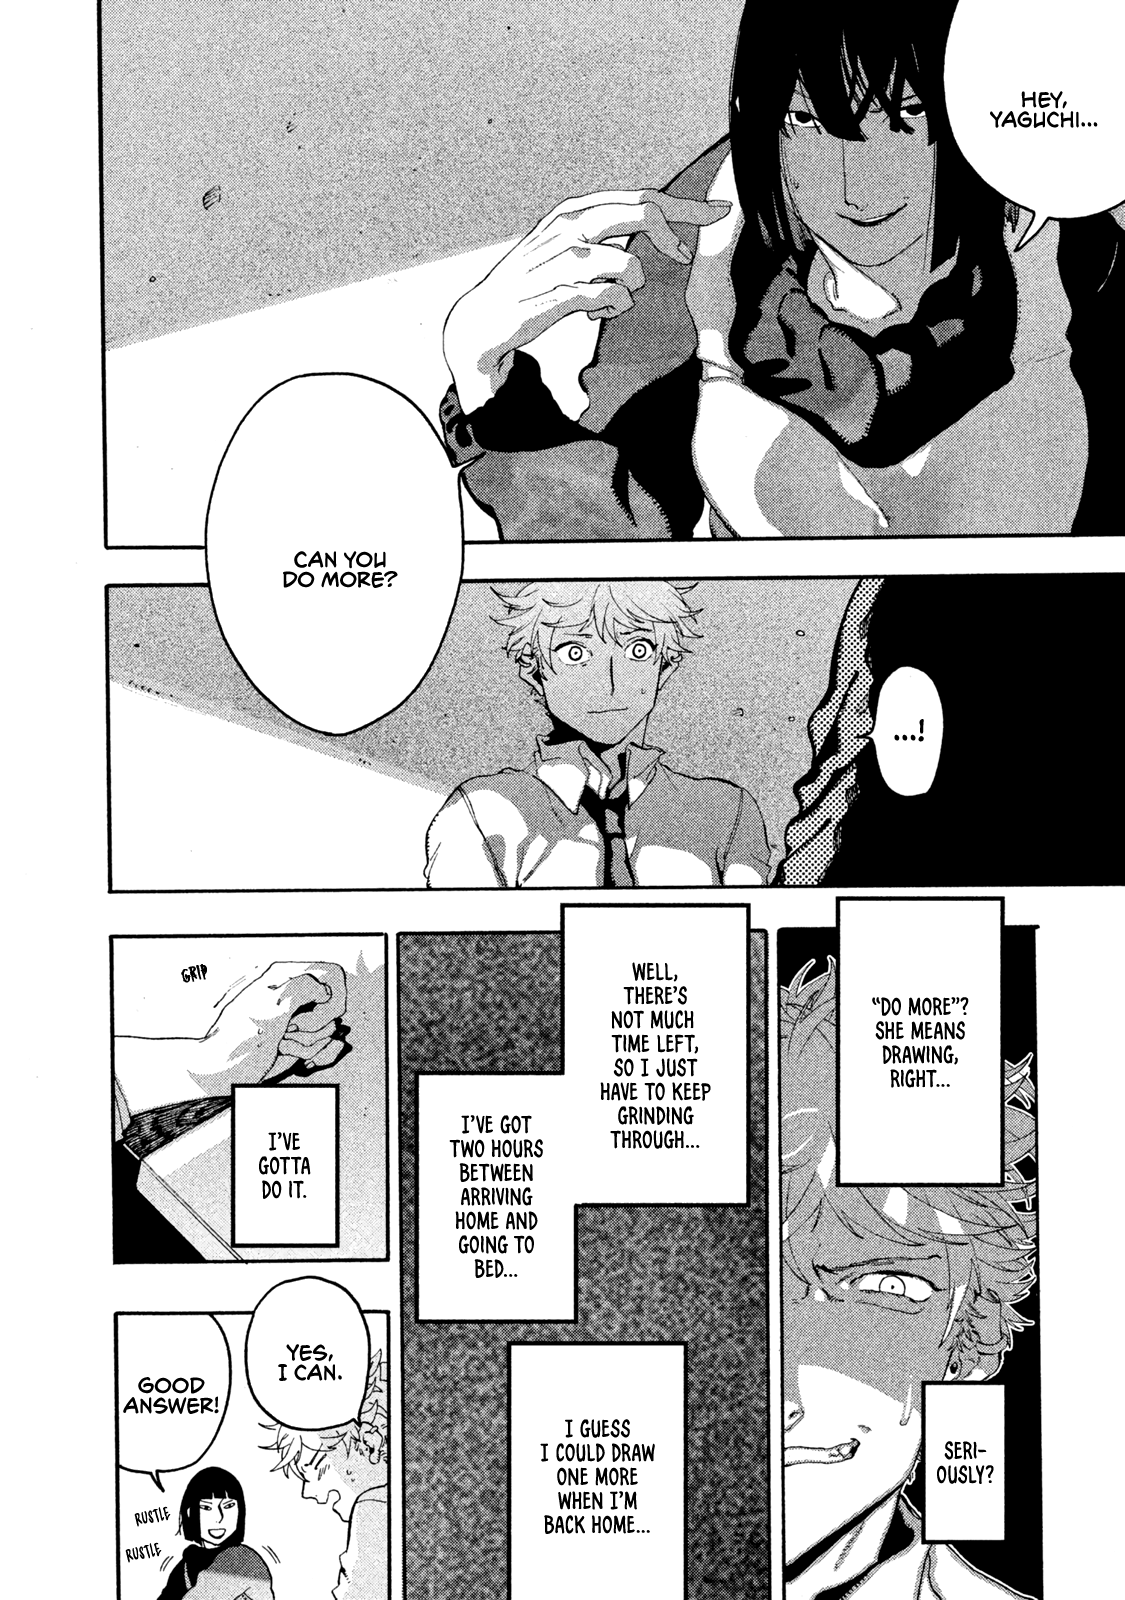 HEY,
YAGUCHI...
CAN YOU
DO MORE?
...!
"DO MORE"?
SHE MEANS
DRAWING,
RIGHT...
SERI-
OUSLY?
WELL,
THERE'S
NOT MUCH
TIME LEFT,
SO I JUST
HAVE TO KEEP
GRINDING
THROUGH...
I'VE GOT
TWO HOURS
BETWEEN
ARRIVING
HOME AND
GOING TO
BED...
I GUESS
I COULD DRAW
ONE MORE
WHEN I'M
BACK HOME...
GRIP
I'VE
GOTTA
DO IT.
YES,
I CAN.
GOOD
ANSWER!
RUSTLE
RUSTLE